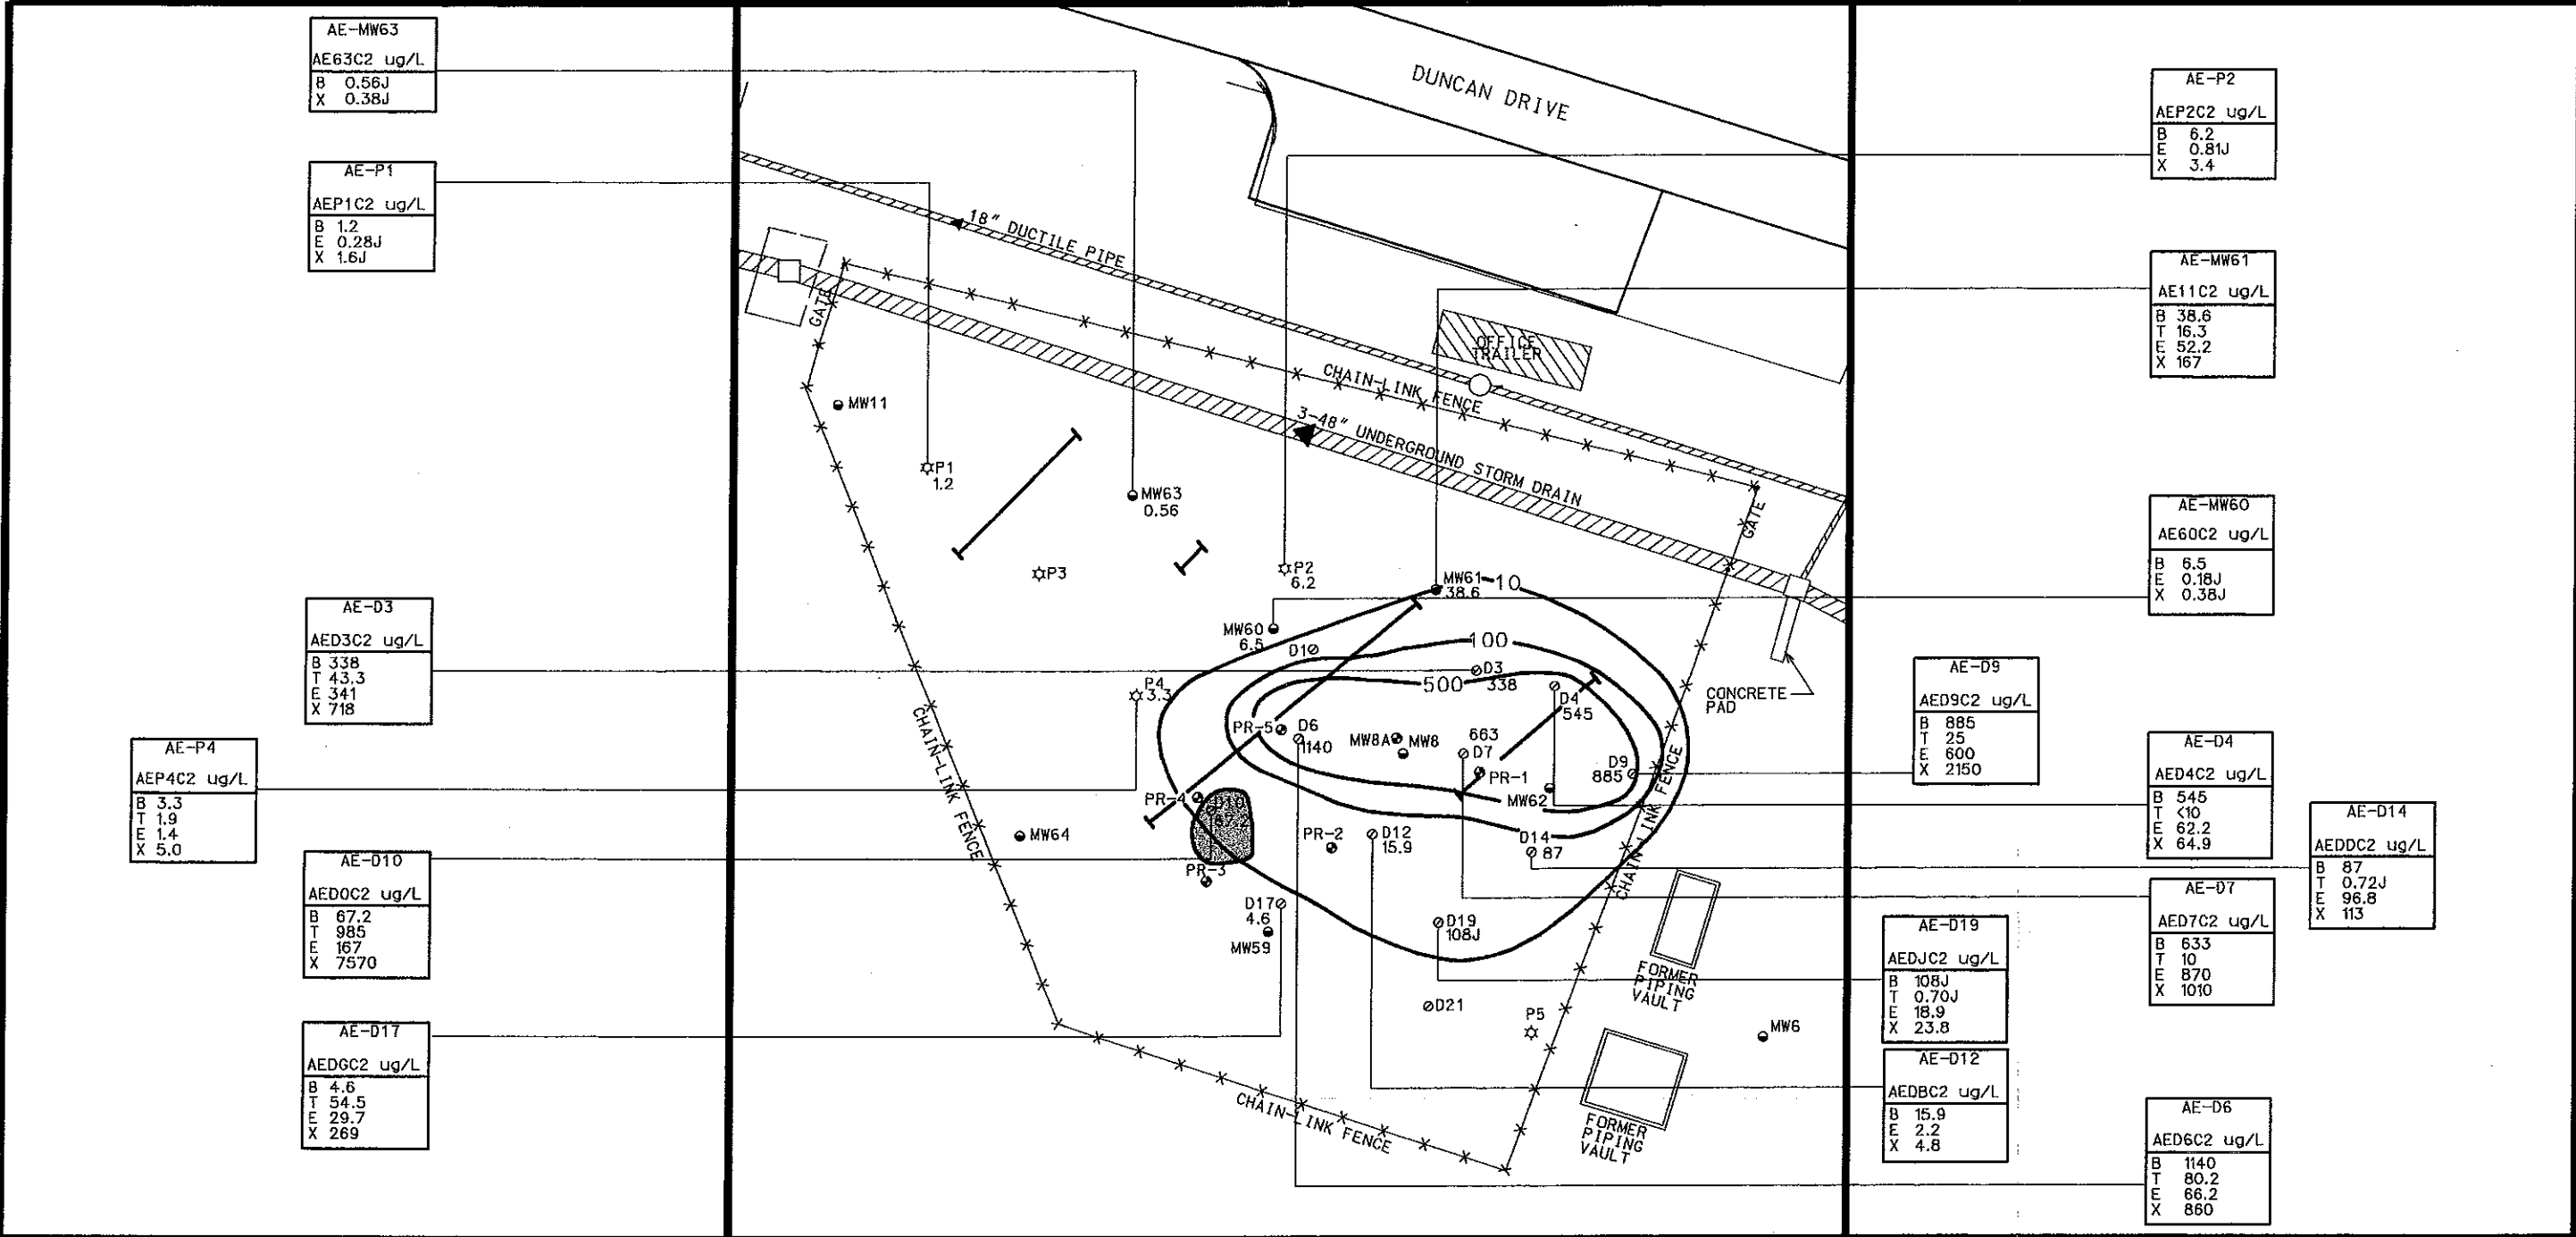 AE-MW63
AE63C2 ug/L
B 0.56J
X 0.38J
AE-P1
AEP1C2 ug/L
B 1.2
E 0.28J
X 1.6J
AE-D3
AED3C2 ug/L
B 338
T 43.3
E 341
X 718
AE-P4
AEP4C2 ug/L
B 3.3
T 1.9
E 1.4
X 5.0
AE-D10
AED0C2 ug/L
B 67.2
T 985
E 167
X 7570
AE-D17
AEDGC2 ug/L
B 4.6
T 54.5
E 29.7
X 269
DUNCAN DRIVE
18" DUCTILE PIPE
GATE
OFFICE
TRAILER
CHAIN-LINK FENCE
3-48" UNDERGROUND STORM DRAIN
GATE
MW11
P1
1.2
MW63
0.56
P3
P2
6.2
MW61
38.6
10
MW60
6.5
D1
100
D3
338
500
P4
3.3
D4
545
CONCRETE
PAD
PR-5
D6
1140
MW8A
MW8
663
D7
PR-1
D9
885
MW62
PR-4
D10
67.2
CHAIN-LINK FENCE
MW64
PR-2
D12
15.9
D14
87
CHAIN-LINK FENCE
PR-3
D17
4.6
MW59
D19
108J
FORMER
PIPING
VAULT
D21
P5
MW6
CHAIN-LINK FENCE
FORMER
PIPING
VAULT
AE-P2
AEP2C2 ug/L
B 6.2
E 0.81J
X 3.4
AE-MW61
AE11C2 ug/L
B 38.6
T 16.3
E 52.2
X 167
AE-MW60
AE60C2 ug/L
B 6.5
E 0.18J
X 0.38J
AE-D9
AED9C2 ug/L
B 885
T 25
E 600
X 2150
AE-D4
AED4C2 ug/L
B 545
T <10
E 62.2
X 64.9
AE-D14
AEDDC2 ug/L
B 87
T 0.72J
E 96.8
X 113
AE-D7
AED7C2 ug/L
B 633
T 10
E 870
X 1010
AE-D19
AEDJC2 ug/L
B 108J
T 0.70J
E 18.9
X 23.8
AE-D12
AEDBC2 ug/L
B 15.9
E 2.2
X 4.8
AE-D6
AED6C2 ug/L
B 1140
T 80.2
E 66.2
X 860